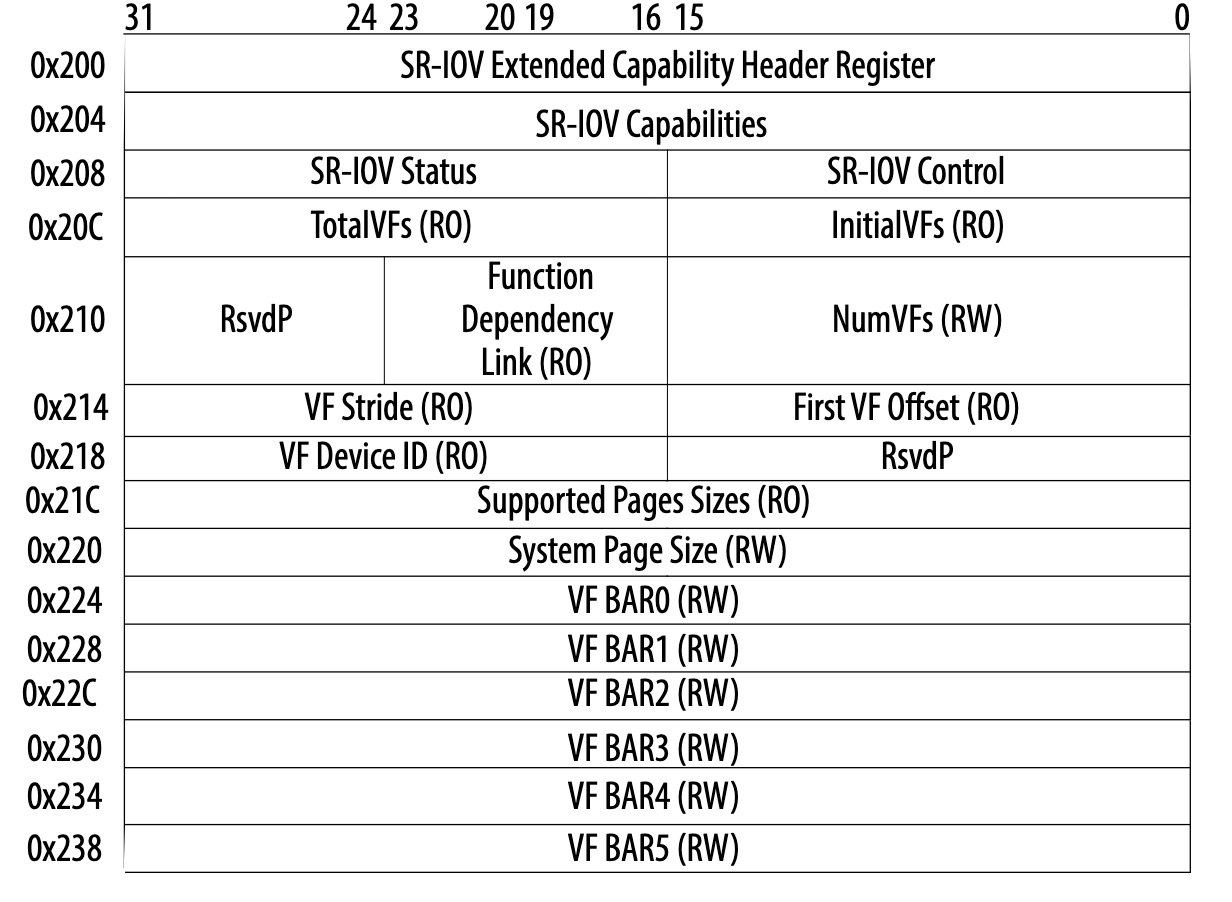 31 24 23 20 19 16 15 0
0x200 SR-IOV Extended Capability Header Register
0x204 SR-IOV Capabilities
0x208 SR-IOV Status SR-IOV Control
0x20C TotalVFs (RO) InitialVFs (RO)
0x210 RsvdP Function
Dependency
Link (RO) NumVFs (RW)
0x214 VF Stride (RO) First VF Offset (RO)
0x218 VF Device ID (RO) RsvdP
0x21C Supported Pages Sizes (RO)
0x220 System Page Size (RW)
0x224 VF BAR0 (RW)
0x228 VF BAR1 (RW)
0x22C VF BAR2 (RW)
0x230 VF BAR3 (RW)
0x234 VF BAR4 (RW)
0x238 VF BAR5 (RW)